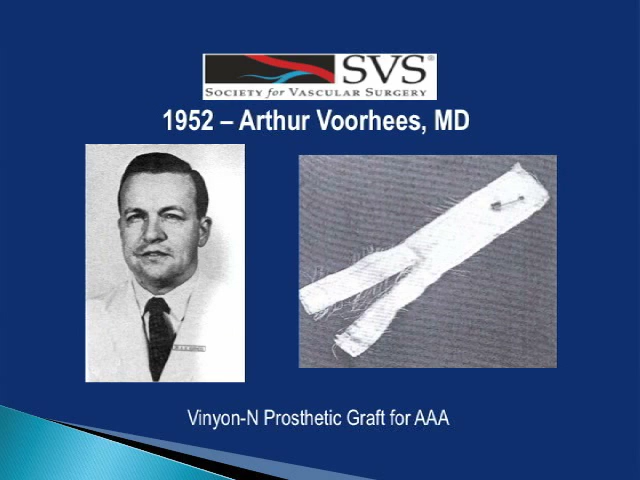 SVS®
SOCIETY for VASCULAR SURGERY
1952 – Arthur Voorhees, MD
Vinyon-N Prosthetic Graft for AAA